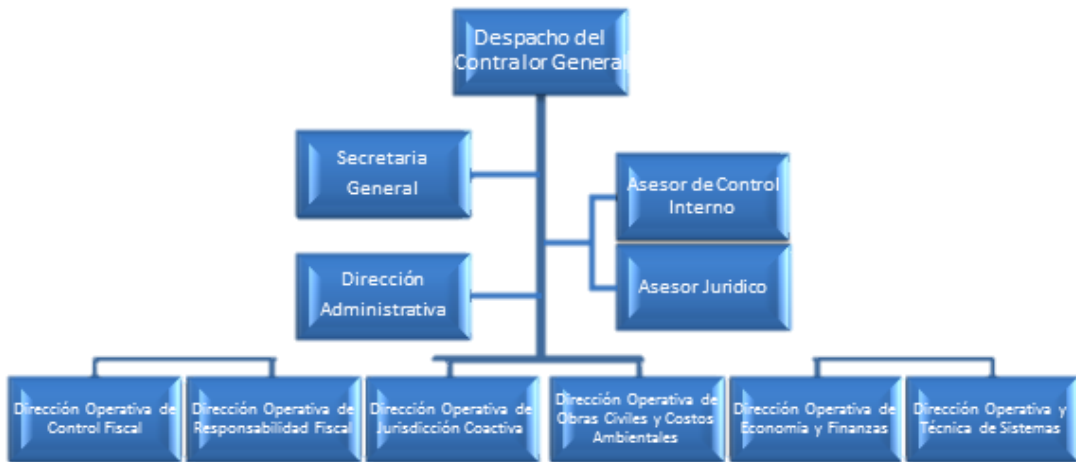 Despacho del
Contralor General
Secretaria
General
Asesor de Control
Interno
Dirección
Administrativa
Asesor Juridico
Dirección Operativa de
Control Fiscal
Dirección Operativa de
Responsabilidad Fiscal
Dirección Operativa de
Jurisdicción Coactiva
Dirección Operativa de
Obras Civiles y Costos
Ambientales
Dirección Operativa de
Economia y Finanzas
Dirección Operativa y
Técnica de Sistemas